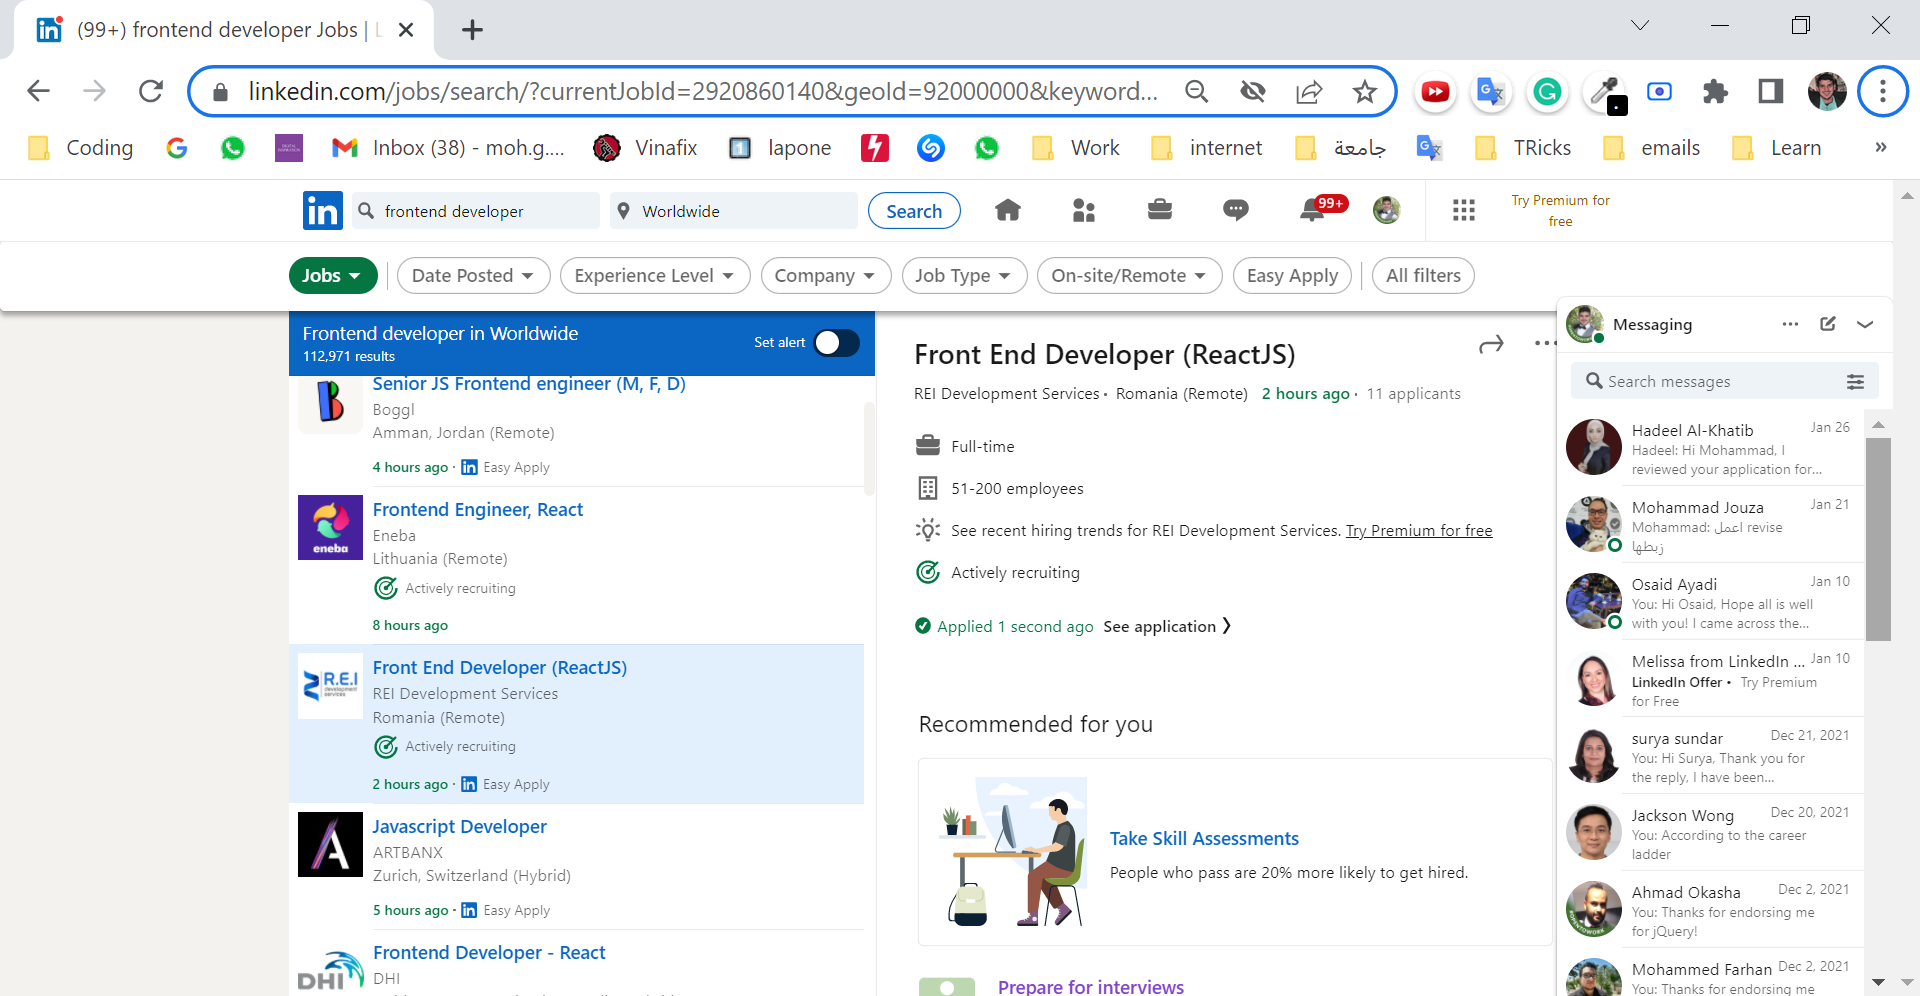 (99+) frontend developer Jobs | L
linkedin.com/jobs/search/?currentJobId=2920860140&geoId=92000000&keyword...
Coding
Inbox (38) - moh.g....
Vinafix
lapone
Work
internet
جامعة
TRicks
emails
Learn
»
in
frontend developer
Worldwide
Search
99+
Try Premium for
free
Jobs
Date Posted
Experience Level
Company
Job Type
On-site/Remote
Easy Apply
All filters
Frontend developer in Worldwide
112,971 results
Set alert
Senior JS Frontend engineer (M, F, D)
Boggl
Amman, Jordan (Remote)
4 hours ago · in Easy Apply
eneba
Frontend Engineer, React
Eneba
Lithuania (Remote)
Actively recruiting
8 hours ago
R.E.I
development
services
Front End Developer (ReactJS)
REI Development Services
Romania (Remote)
Actively recruiting
2 hours ago · in Easy Apply
Javascript Developer
ARTBANX
Zurich, Switzerland (Hybrid)
5 hours ago · in Easy Apply
DHI
Frontend Developer - React
DHI
Front End Developer (ReactJS)
REI Development Services · Romania (Remote) 2 hours ago · 11 applicants
Full-time
51-200 employees
See recent hiring trends for REI Development Services. Try Premium for free
Actively recruiting
Applied 1 second ago See application
Recommended for you
Take Skill Assessments
People who pass are 20% more likely to get hired.
Prepare for interviews
Messaging
Search messages
Hadeel Al-Khatib Jan 26
Hadeel: Hi Mohammad, I
reviewed your application for...
Mohammad Jouza Jan 21
Mohammad: اعمل revise
زبطها
Osaid Ayadi Jan 10
You: Hi Osaid, Hope all is well
with you! I came across the...
Melissa from LinkedIn ... Jan 10
LinkedIn Offer • Try Premium
for Free
surya sundar Dec 21, 2021
You: Hi Surya, Thank you for
the reply, I have been...
Jackson Wong Dec 20, 2021
You: According to the career
ladder
Ahmad Okasha Dec 2, 2021
You: Thanks for endorsing me
for jQuery!
Mohammed Farhan Dec 2, 2021
You: Thanks for endorsing me